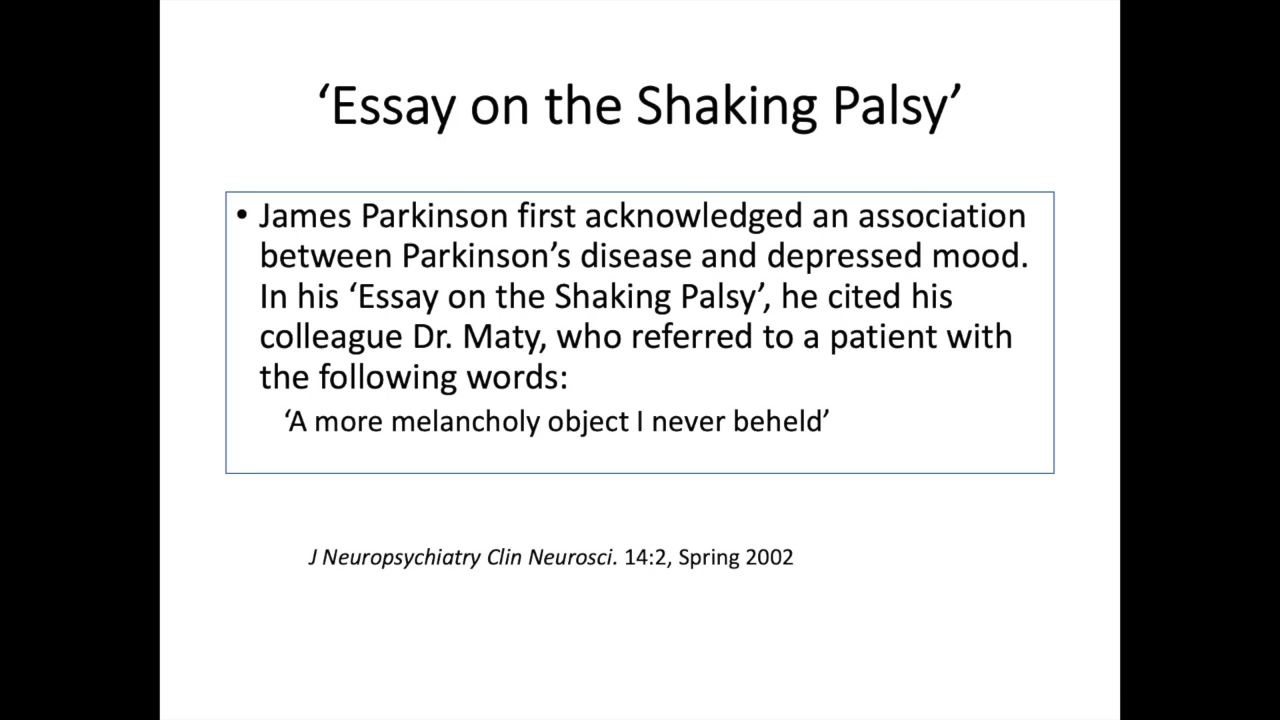 ‘Essay on the Shaking Palsy’
• James Parkinson first acknowledged an association
between Parkinson’s disease and depressed mood.
In his ‘Essay on the Shaking Palsy’, he cited his
colleague Dr. Maty, who referred to a patient with
the following words:
‘A more melancholy object I never beheld’
J Neuropsychiatry Clin Neurosci. 14:2, Spring 2002